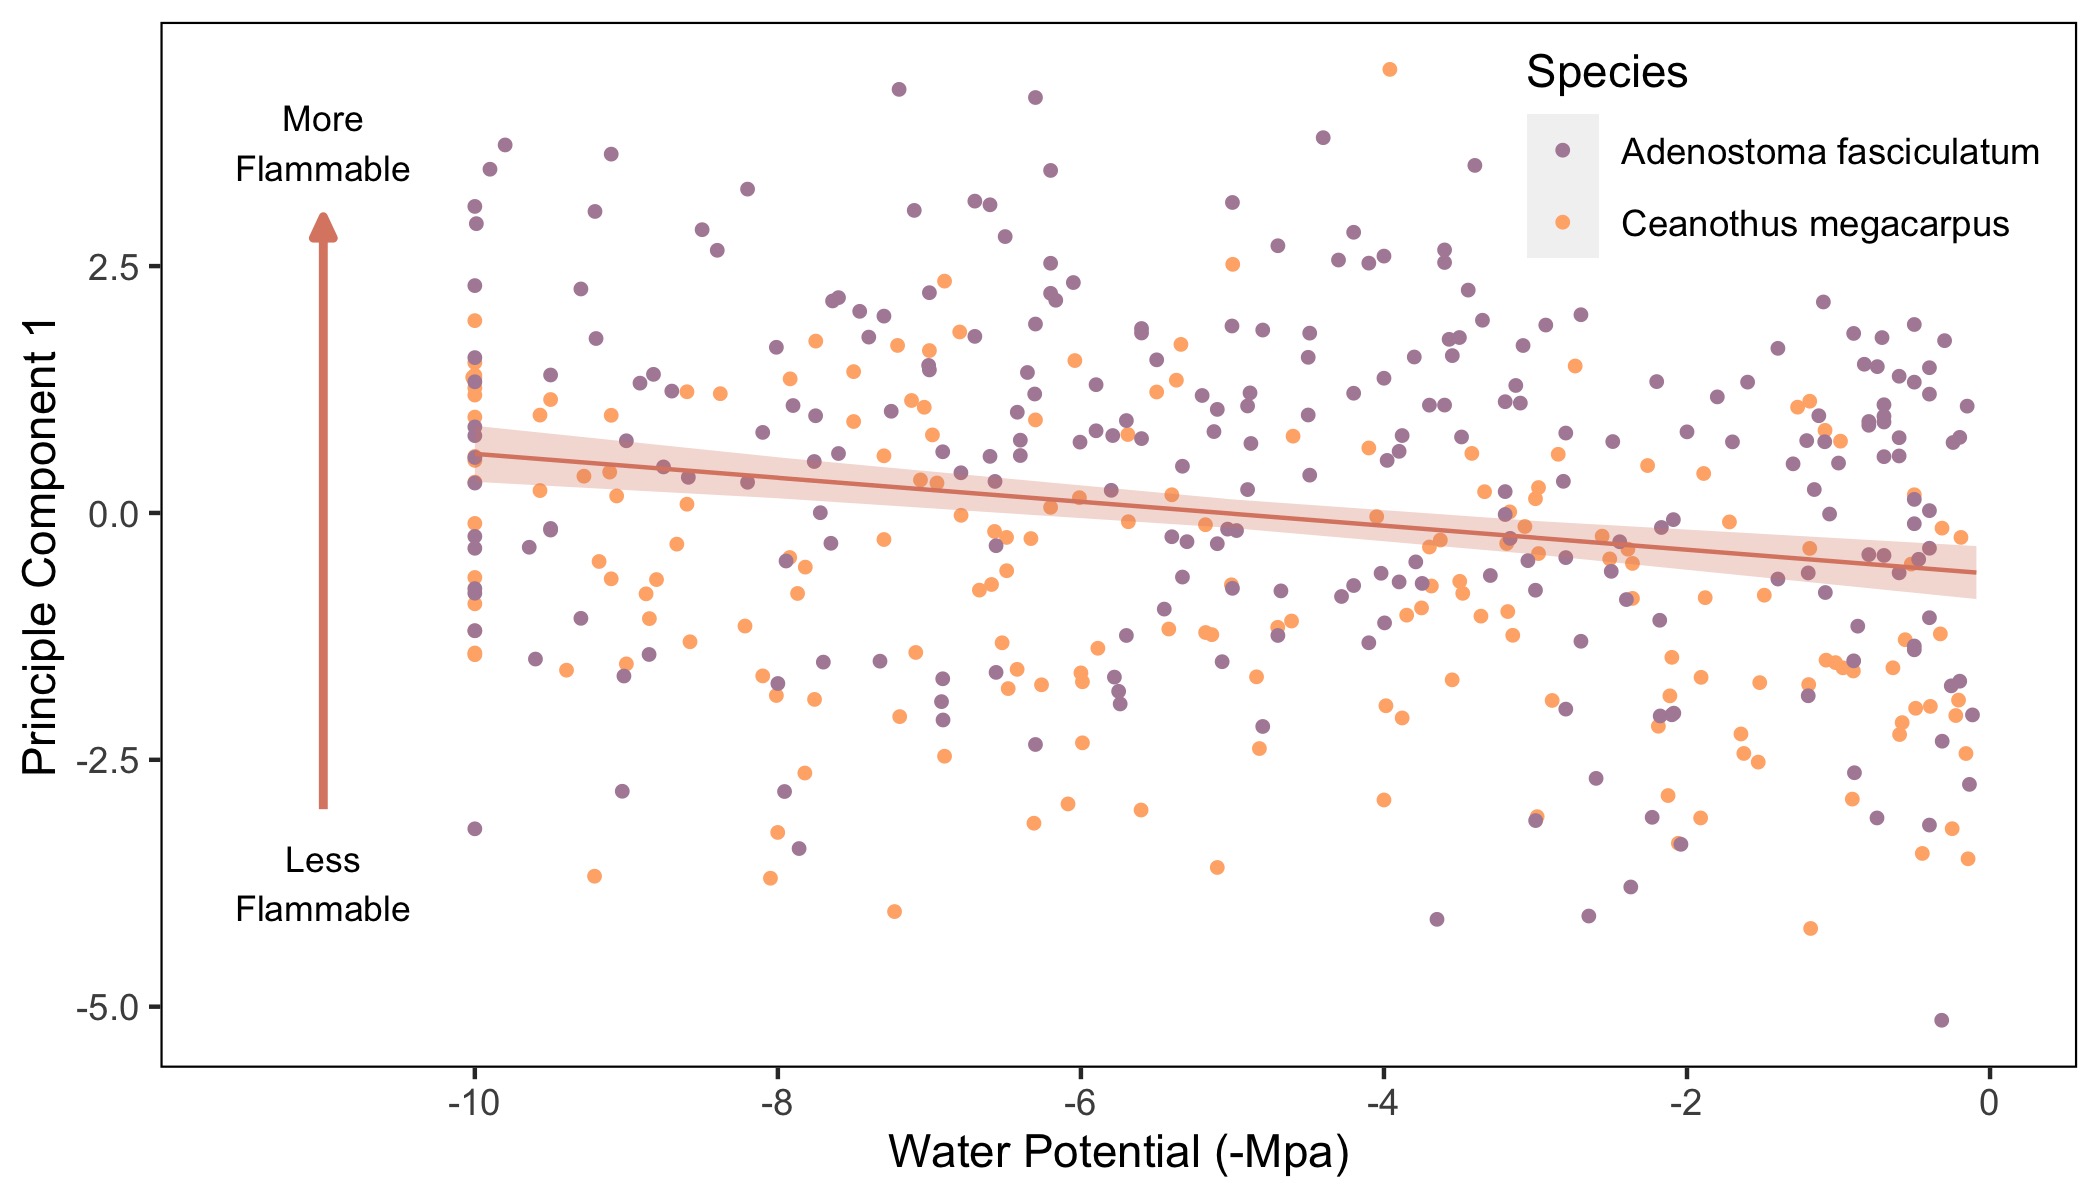 Species
Adenostoma fasciculatum
Ceanothus megacarpus
More
Flammable
Less
Flammable
Principle Component 1
2.5
0.0
-2.5
-5.0
-10
-8
-6
-4
-2
0
Water Potential (-Mpa)